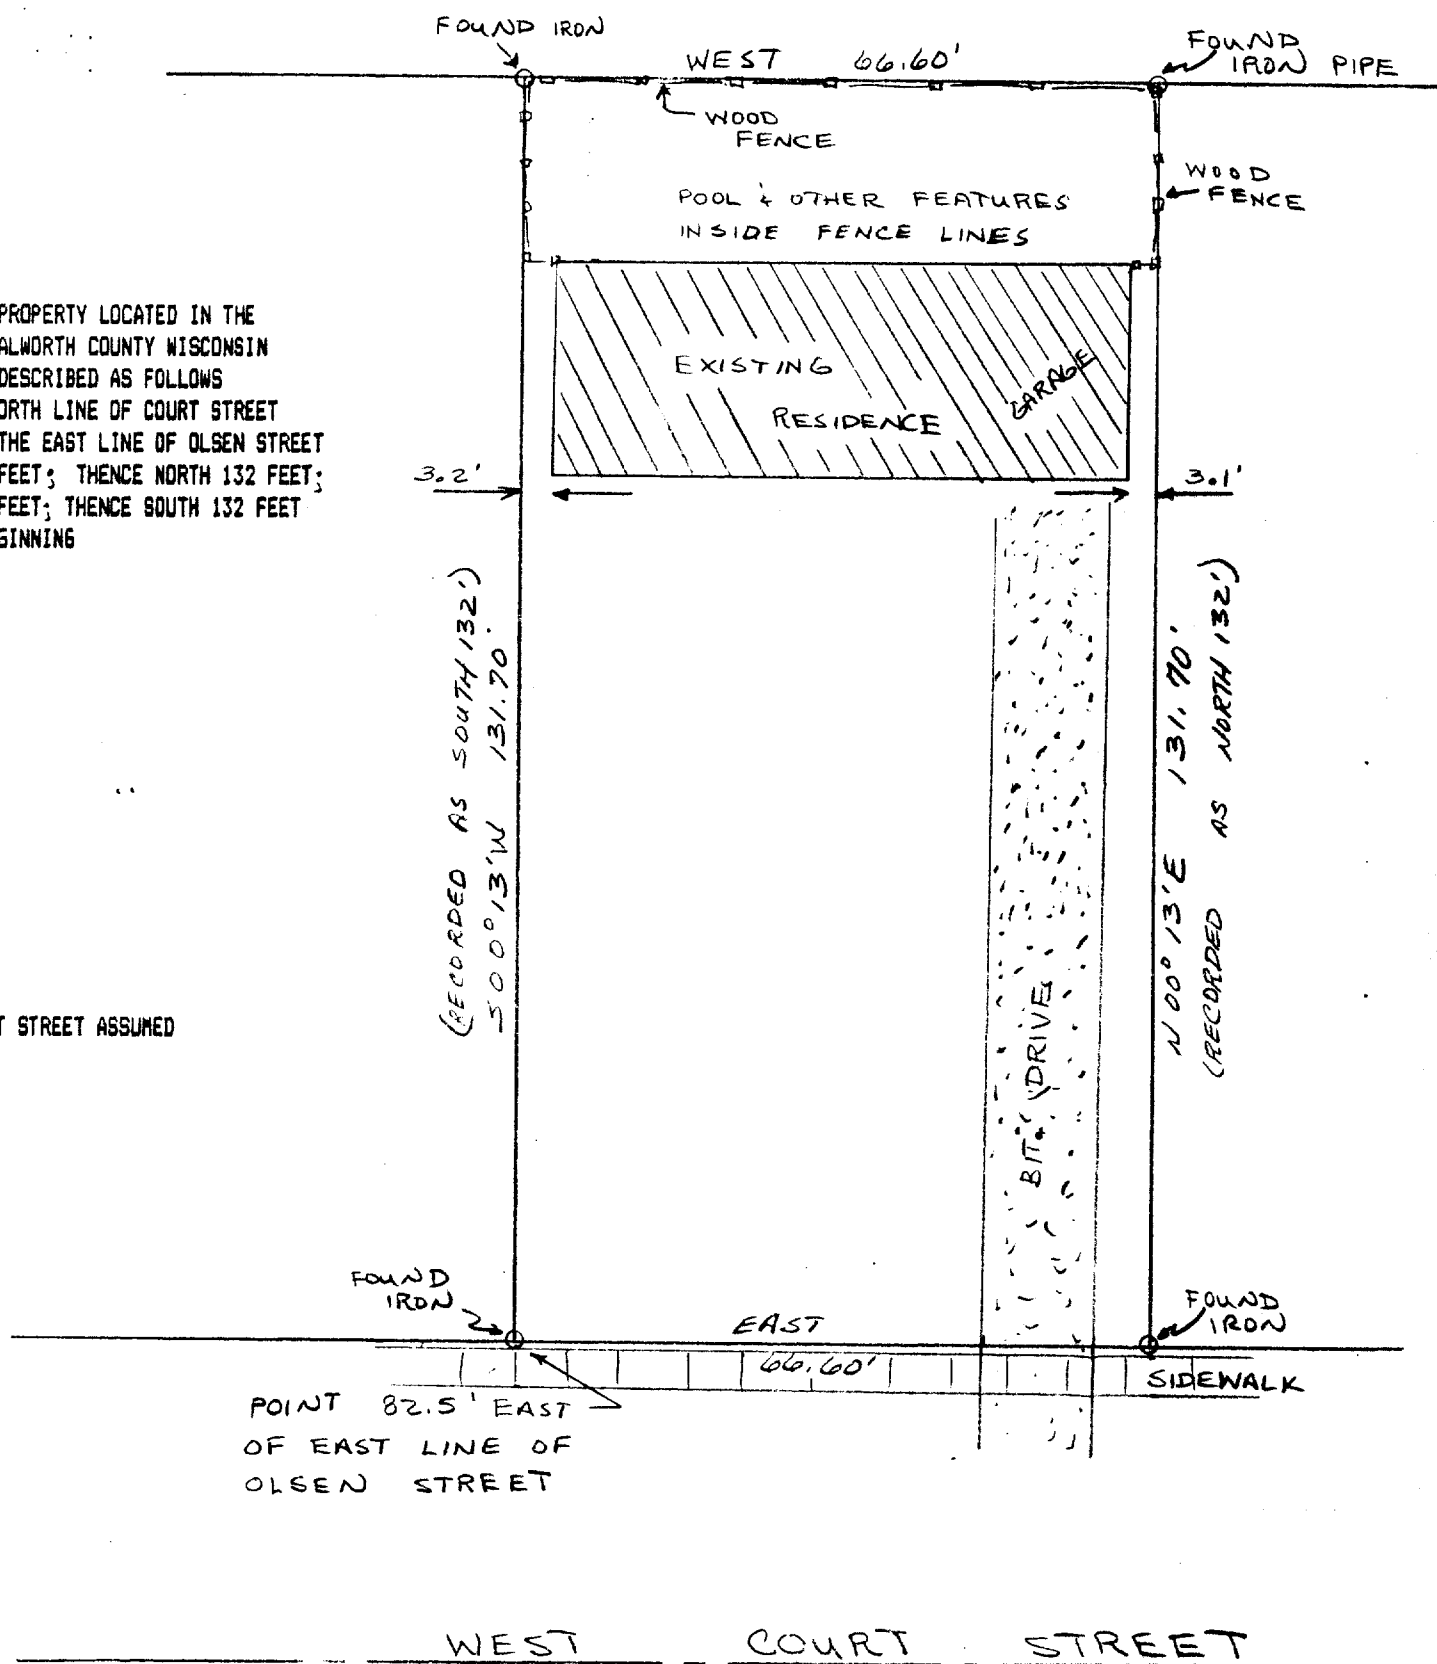 FOUND IRON
WEST 66.60'
FOUND
IRON PIPE
WOOD
FENCE
WOOD
FENCE
POOL & OTHER FEATURES
INSIDE FENCE LINES
PROPERTY LOCATED IN THE
ALWORTH COUNTY WISCONSIN
DESCRIBED AS FOLLOWS
ORTH LINE OF COURT STREET
THE EAST LINE OF OLSEN STREET
FEET; THENCE NORTH 132 FEET;
FEET; THENCE SOUTH 132 FEET
GINNING
EXISTING
RESIDENCE
GARAGE
3.2'
3.1'
(RECORDED AS SOUTH 132')
S 00° 13' W 131.70'
N 00° 13' E 131.70'
(RECORDED AS NORTH 132')
T STREET ASSUMED
BIT. DRIVE
FOUND
IRON
EAST
66.60'
FOUND
IRON
SIDEWALK
POINT 82.5' EAST
OF EAST LINE OF
OLSEN STREET
WEST COURT STREET